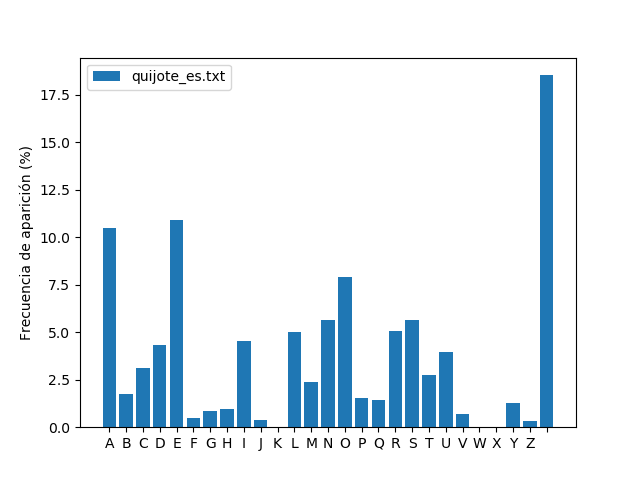 quijote_es.txt
Frecuencia de aparición (%)
17.5
15.0
12.5
10.0
7.5
5.0
2.5
0.0
A B C D E F G H I J K L M N O P Q R S T U V W X Y Z